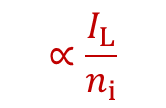 ∝ I_L / n_i